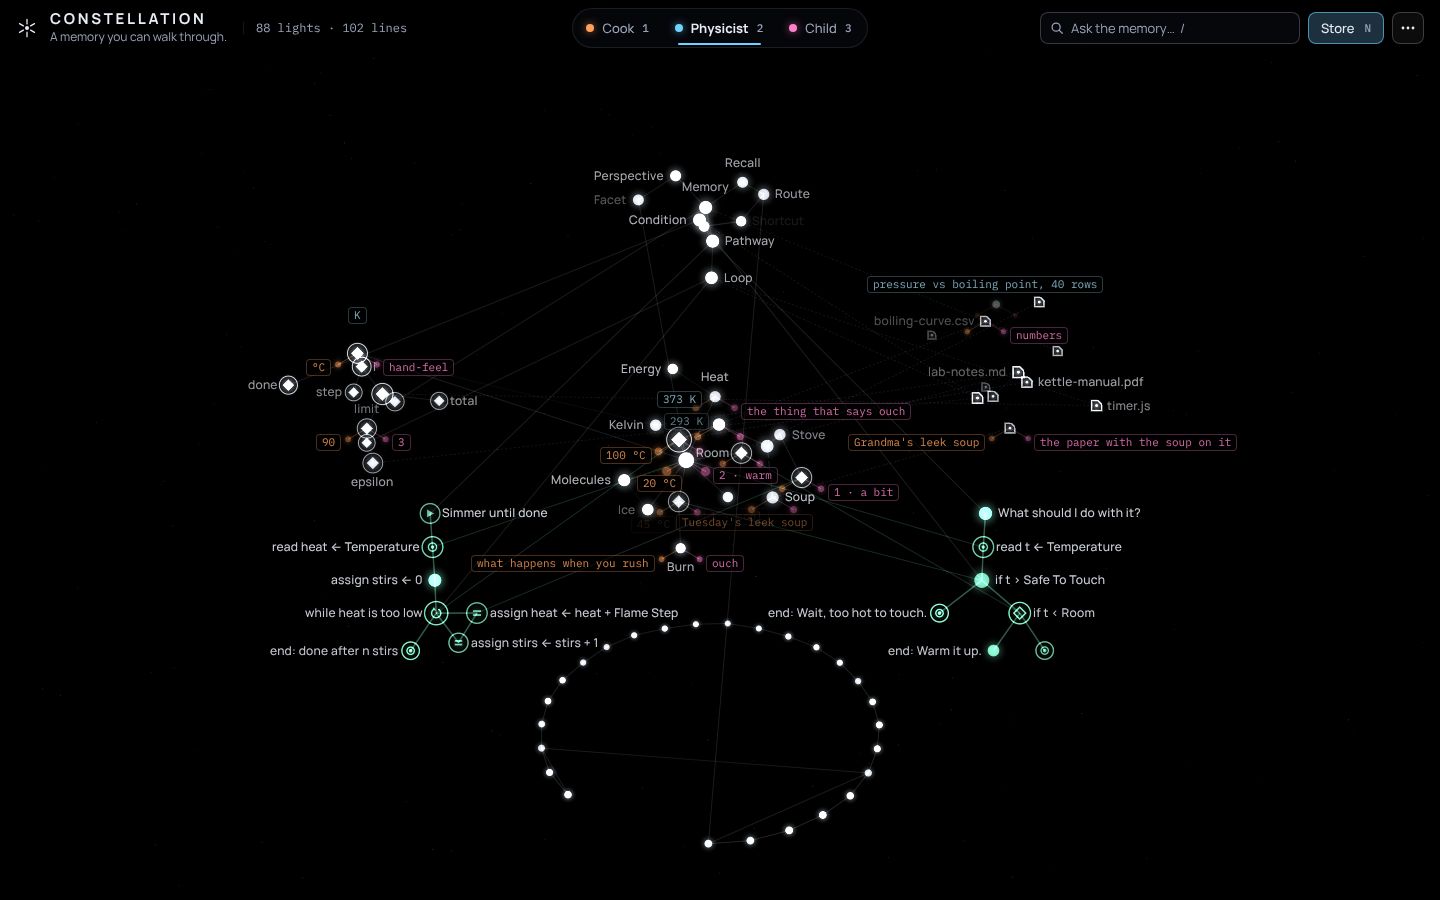 CONSTELLATION
A memory you can walk through.
88 lights · 102 lines
Cook 1
Physicist 2
Child 3
Ask the memory... /
Store N
Recall
Perspective
Memory
Facet
Route
Condition
Shortcut
Pathway
Loop
pressure vs boiling point, 40 rows
K
boiling-curve.csv
numbers
°C
hand-feel
Energy
Heat
lab-notes.md
kettle-manual.pdf
done
step
limit
total
373 K
the thing that says ouch
timer.js
Kelvin
293 K
Stove
90
3
100 °C
Room
Grandma's leek soup
the paper with the soup on it
epsilon
Molecules
20 °C
2 · warm
1 · a bit
Soup
Ice
45 °C
Tuesday's leek soup
Simmer until done
What should I do with it?
read heat ← Temperature
read t ← Temperature
what happens when you rush
Burn
ouch
assign stirs ← 0
if t > Safe To Touch
while heat is too low
assign heat ← heat + Flame Step
end: Wait, too hot to touch.
if t < Room
assign stirs ← stirs + 1
end: done after n stirs
end: Warm it up.